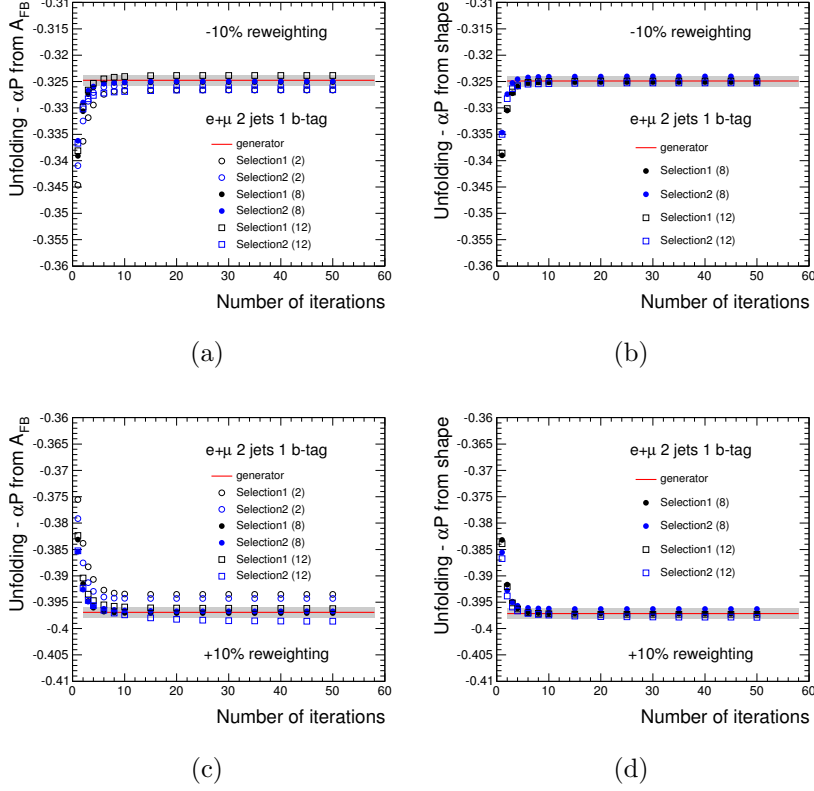 -0.31
-0.315
-0.32
-0.325
-0.33
-0.335
-0.34
-0.345
-0.35
-0.355
-0.36
0 10 20 30 40 50 60
Unfolding - αP from A_FB
Number of iterations
-10% reweighting
e+μ 2 jets 1 b-tag
generator
Selection1 (2)
Selection2 (2)
Selection1 (8)
Selection2 (8)
Selection1 (12)
Selection2 (12)
(a)
-0.31
-0.315
-0.32
-0.325
-0.33
-0.335
-0.34
-0.345
-0.35
-0.355
-0.36
0 10 20 30 40 50 60
Unfolding - αP from shape
Number of iterations
-10% reweighting
e+μ 2 jets 1 b-tag
generator
Selection1 (8)
Selection2 (8)
Selection1 (12)
Selection2 (12)
(b)
-0.36
-0.365
-0.37
-0.375
-0.38
-0.385
-0.39
-0.395
-0.4
-0.405
-0.41
0 10 20 30 40 50 60
Unfolding - αP from A_FB
Number of iterations
e+μ 2 jets 1 b-tag
generator
Selection1 (2)
Selection2 (2)
Selection1 (8)
Selection2 (8)
Selection1 (12)
Selection2 (12)
+10% reweighting
(c)
-0.36
-0.365
-0.37
-0.375
-0.38
-0.385
-0.39
-0.395
-0.4
-0.405
-0.41
0 10 20 30 40 50 60
Unfolding - αP from shape
Number of iterations
e+μ 2 jets 1 b-tag
generator
Selection1 (8)
Selection2 (8)
Selection1 (12)
Selection2 (12)
+10% reweighting
(d)